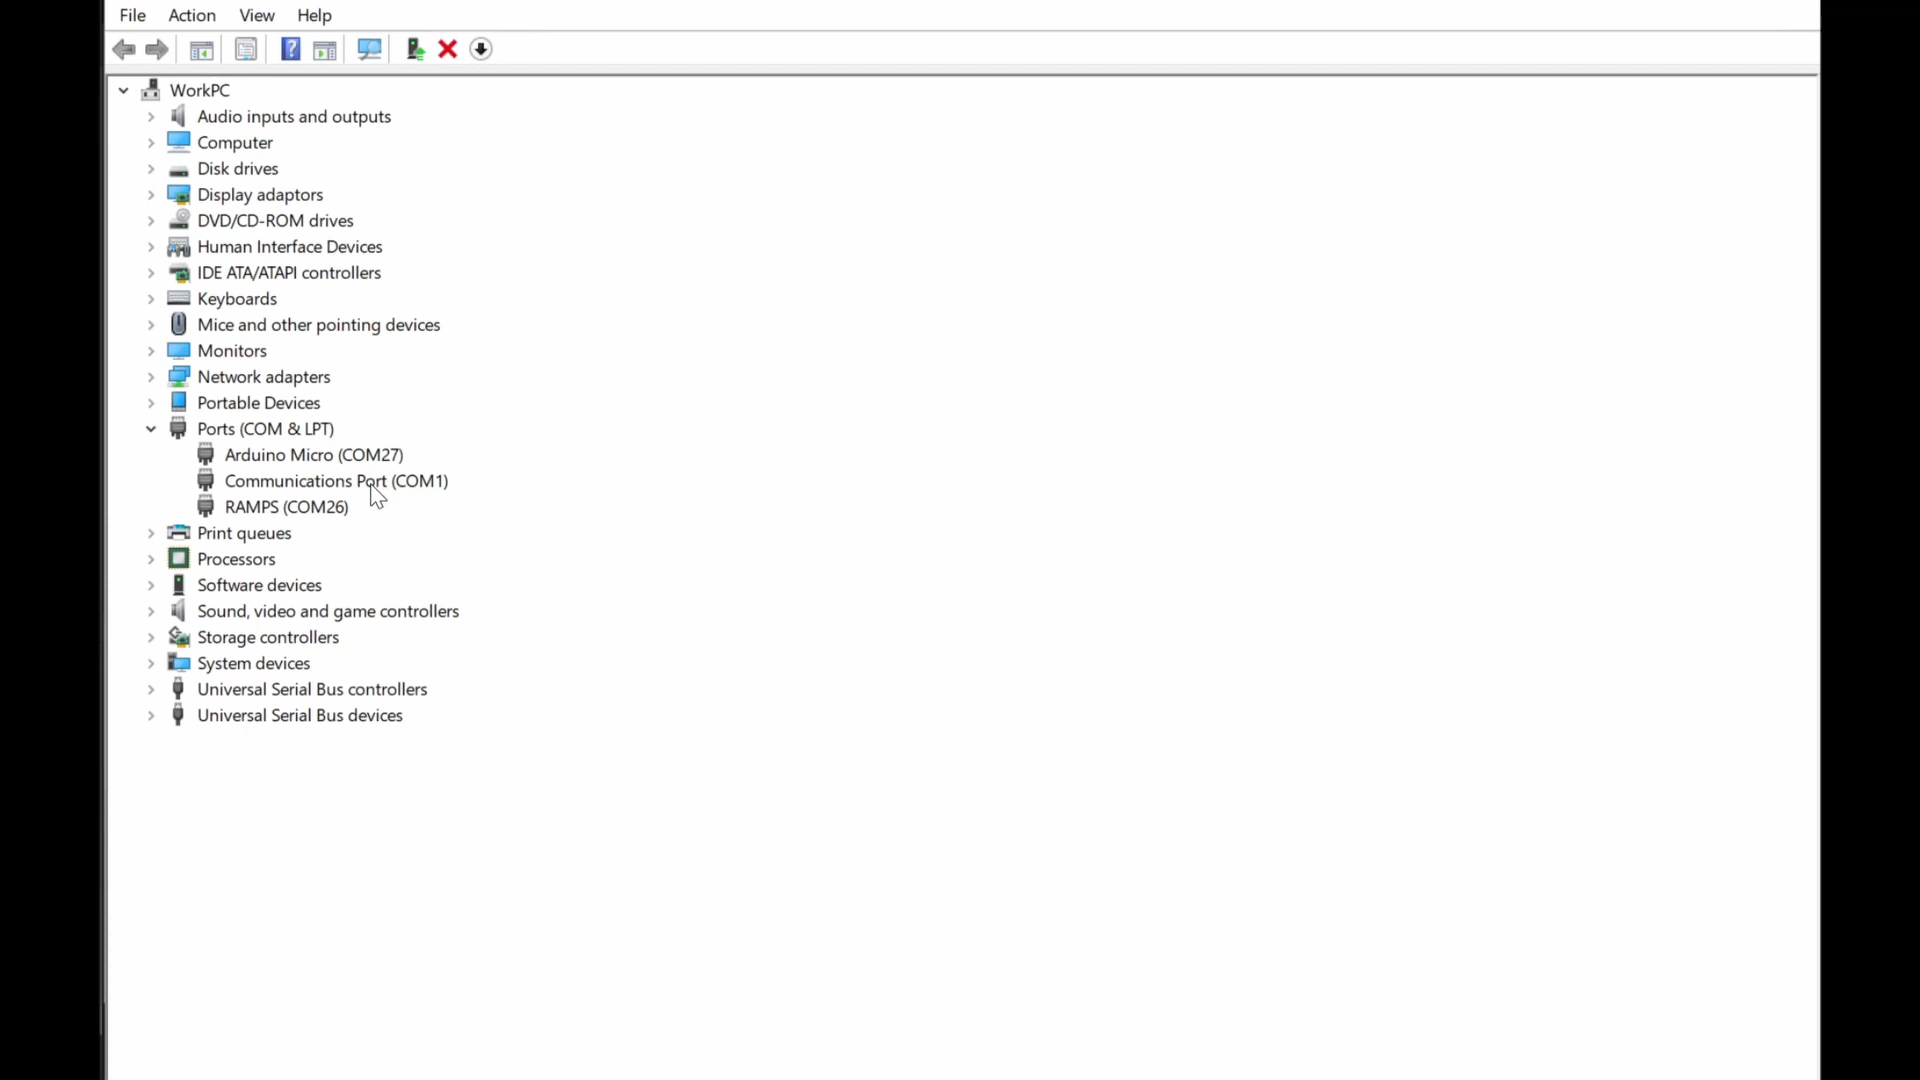 File Action View Help
WorkPC
Audio inputs and outputs
Computer
Disk drives
Display adaptors
DVD/CD-ROM drives
Human Interface Devices
IDE ATA/ATAPI controllers
Keyboards
Mice and other pointing devices
Monitors
Network adapters
Portable Devices
Ports (COM & LPT)
Arduino Micro (COM27)
Communications Port (COM1)
RAMPS (COM26)
Print queues
Processors
Software devices
Sound, video and game controllers
Storage controllers
System devices
Universal Serial Bus controllers
Universal Serial Bus devices